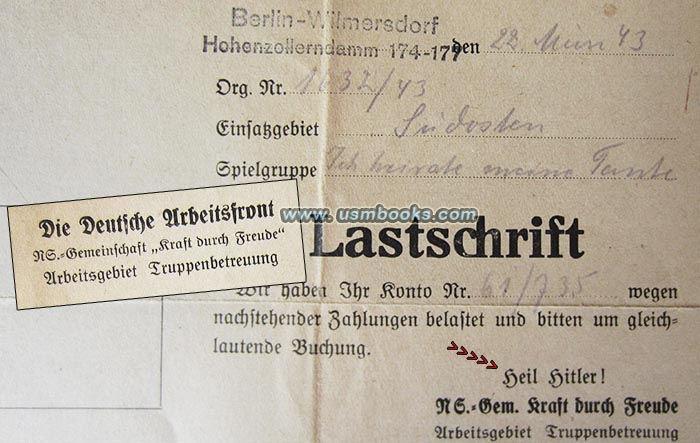 Berlin-Wilmersdorf
Hohenzollerndamm 174-177 den 22. März 43
Org. Nr. 1632/43
Einsatzgebiet Südosten
Spielgruppe Ich heirate meine Tante
Die Deutsche Arbeitsfront
NS.-Gemeinschaft „Kraft durch Freude“
Arbeitsgebiet Truppenbetreuung
www.usmbooks.com
Lastschrift
Wir haben Ihr Konto Nr. 61/735 wegen
nachstehender Zahlungen belastet und bitten um gleich-
lautende Buchung.
Heil Hitler!
NS.-Gem. Kraft durch Freude
Arbeitsgebiet Truppenbetreuung